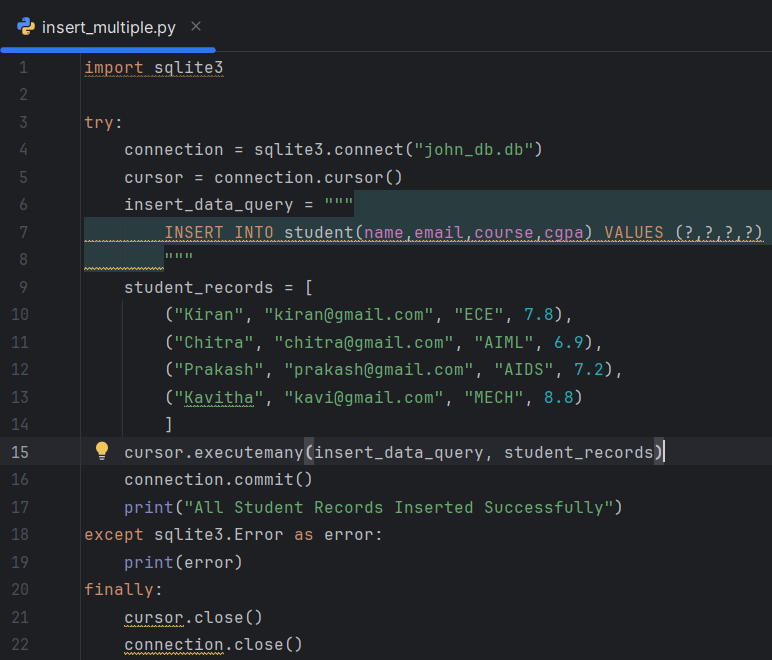 insert_multiple.py
1 import sqlite3
2
3 try:
4 connection = sqlite3.connect("john_db.db")
5 cursor = connection.cursor()
6 insert_data_query = """
7 INSERT INTO student(name,email,course,cgpa) VALUES (?,?,?,?)
8 """
9 student_records = [
10 ("Kiran", "kiran@gmail.com", "ECE", 7.8),
11 ("Chitra", "chitra@gmail.com", "AIML", 6.9),
12 ("Prakash", "prakash@gmail.com", "AIDS", 7.2),
13 ("Kavitha", "kavi@gmail.com", "MECH", 8.8)
14 ]
15 cursor.executemany(insert_data_query, student_records)
16 connection.commit()
17 print("All Student Records Inserted Successfully")
18 except sqlite3.Error as error:
19 print(error)
20 finally:
21 cursor.close()
22 connection.close()